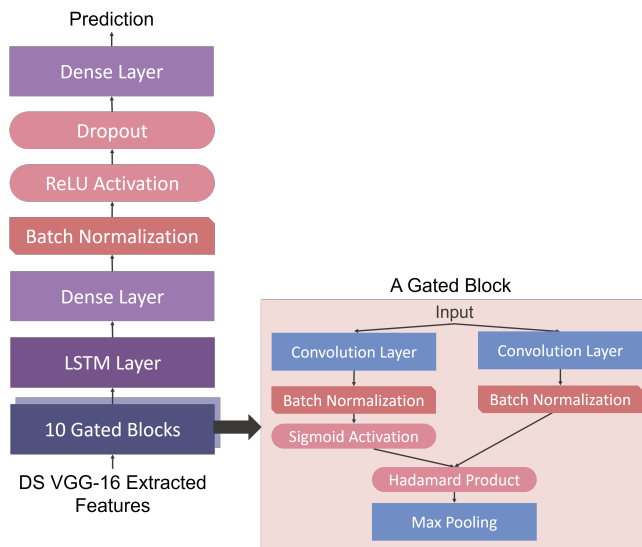 Prediction
Dense Layer
Dropout
ReLU Activation
Batch Normalization
Dense Layer
LSTM Layer
10 Gated Blocks
DS VGG-16 Extracted
Features
A Gated Block
Input
Convolution Layer
Convolution Layer
Batch Normalization
Batch Normalization
Sigmoid Activation
Hadamard Product
Max Pooling